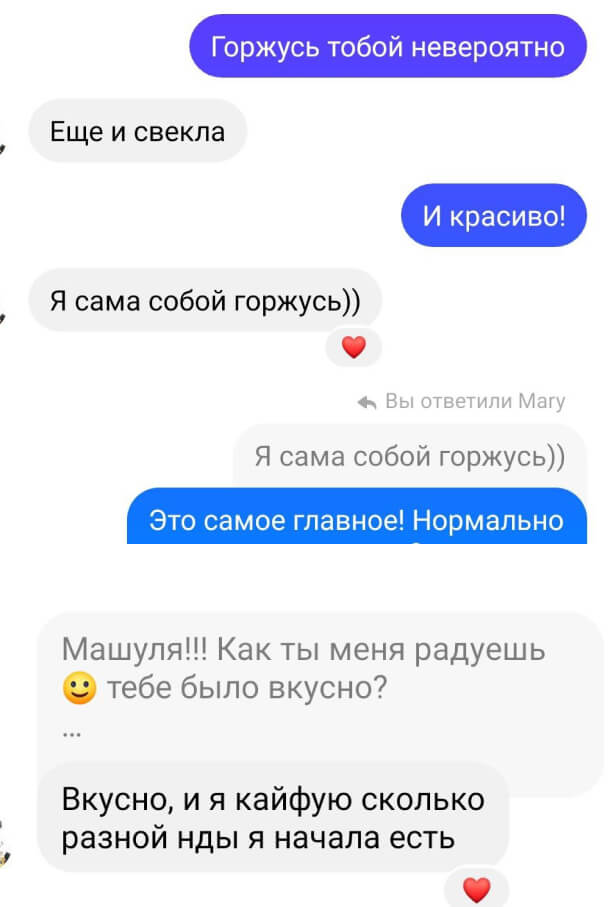 Горжусь тобой невероятно
Еще и свекла
И красиво!
Я сама собой горжусь))
Вы ответили Mary
Я сама собой горжусь))
Это самое главное! Нормально
Машуля!!! Как ты меня радуешь
🙂 тебе было вкусно?
...
Вкусно, и я кайфую сколько
разной нды я начала есть